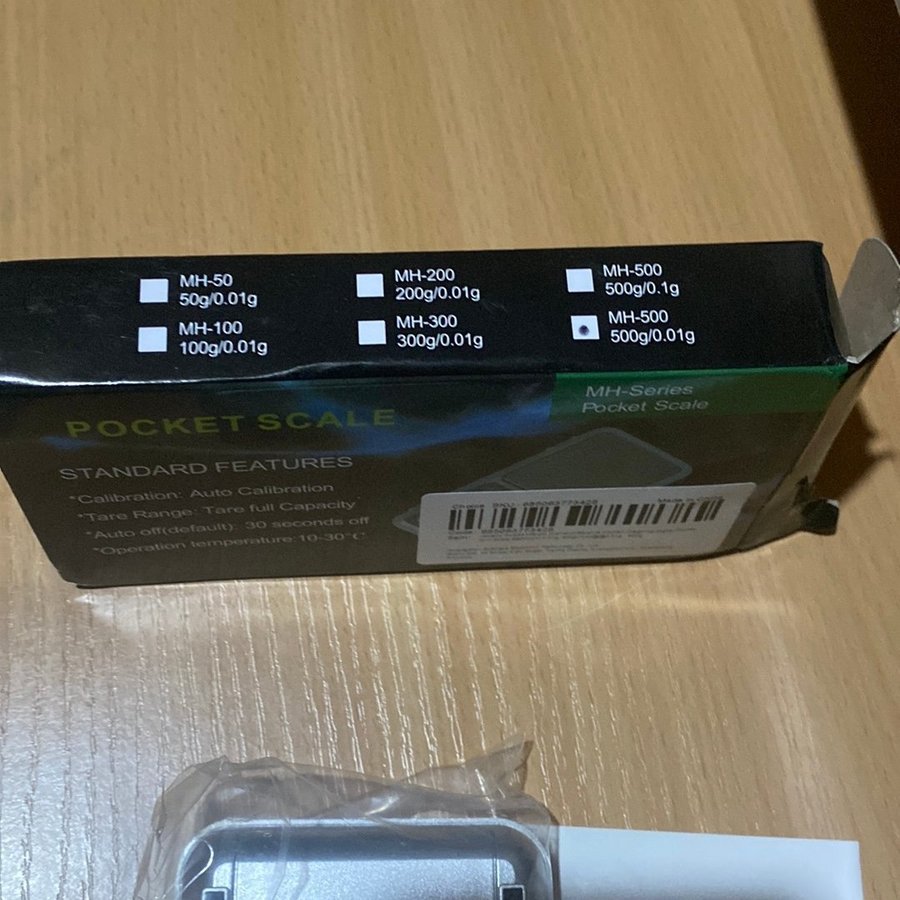 MH-50
50g/0.01g
MH-200
200g/0.01g
MH-500
500g/0.1g
MH-100
100g/0.01g
MH-300
300g/0.01g
MH-500
500g/0.01g
MH-Series
Pocket Scale
POCKET SCALE
STANDARD FEATURES
*Calibration: Auto Calibration
*Tare Range: Tare full Capacity
*Auto off(default): 30 seconds off
*Operation temperature:10-30°C
Made in